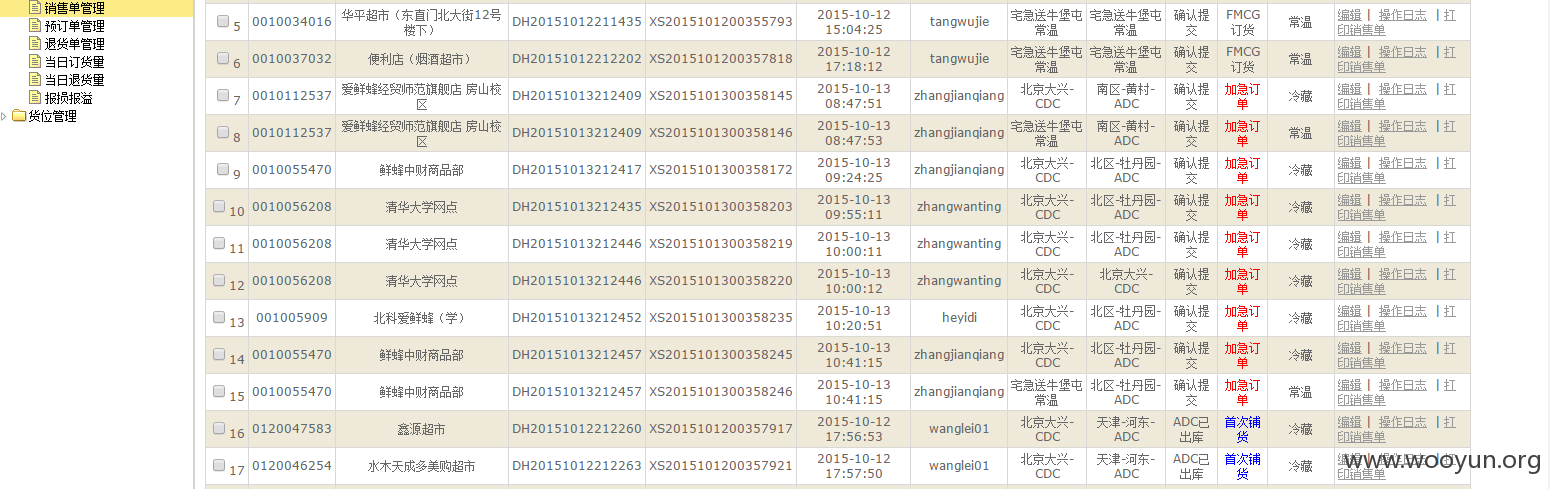 销售单管理
预订单管理
退货单管理
当日订货量
当日退货量
报损报溢
货位管理
5 0010034016 华平超市（东直门北大街12号楼下） DH20151012211435 XS2015101200355793 2015-10-12 15:04:25 tangwujie 宅急送牛堡屯常温 宅急送牛堡屯常温 确认提交 FMCG订货 常温 编辑 | 操作日志 | 打印销售单
6 0010037032 便利店（烟酒超市） DH20151012212202 XS2015101200357818 2015-10-12 17:18:12 tangwujie 宅急送牛堡屯常温 宅急送牛堡屯常温 确认提交 FMCG订货 常温 编辑 | 操作日志 | 打印销售单
7 0010112537 爱鲜蜂经贸师范旗舰店 房山校区 DH20151013212409 XS2015101300358145 2015-10-13 08:47:51 zhangjianqiang 北京大兴-CDC 南区-黄村-ADC 确认提交 加急订单 冷藏 编辑 | 操作日志 | 打印销售单
8 0010112537 爱鲜蜂经贸师范旗舰店 房山校区 DH20151013212409 XS2015101300358146 2015-10-13 08:47:53 zhangjianqiang 宅急送牛堡屯常温 南区-黄村-ADC 确认提交 加急订单 常温 编辑 | 操作日志 | 打印销售单
9 0010055470 鲜蜂中财商品部 DH20151013212417 XS2015101300358172 2015-10-13 09:24:25 zhangjianqiang 北京大兴-CDC 北区-牡丹园-ADC 确认提交 加急订单 冷藏 编辑 | 操作日志 | 打印销售单
10 0010056208 清华大学网点 DH20151013212435 XS2015101300358203 2015-10-13 09:55:11 zhangwanting 北京大兴-CDC 北区-牡丹园-ADC 确认提交 加急订单 冷藏 编辑 | 操作日志 | 打印销售单
11 0010056208 清华大学网点 DH20151013212446 XS2015101300358219 2015-10-13 10:00:11 zhangwanting 北京大兴-CDC 北区-牡丹园-ADC 确认提交 加急订单 冷藏 编辑 | 操作日志 | 打印销售单
12 0010056208 清华大学网点 DH20151013212446 XS2015101300358220 2015-10-13 10:00:12 zhangwanting 北京大兴-CDC 北京大兴-CDC 确认提交 加急订单 冷藏 编辑 | 操作日志 | 打印销售单
13 001005909 北科爱鲜蜂（学） DH20151013212452 XS2015101300358235 2015-10-13 10:20:51 heyidi 北京大兴-CDC 北区-牡丹园-ADC 确认提交 加急订单 冷藏 编辑 | 操作日志 | 打印销售单
14 0010055470 鲜蜂中财商品部 DH20151013212457 XS2015101300358245 2015-10-13 10:41:15 zhangjianqiang 北京大兴-CDC 北区-牡丹园-ADC 确认提交 加急订单 冷藏 编辑 | 操作日志 | 打印销售单
15 0010055470 鲜蜂中财商品部 DH20151013212457 XS2015101300358246 2015-10-13 10:41:15 zhangjianqiang 宅急送牛堡屯常温 北区-牡丹园-ADC 确认提交 加急订单 常温 编辑 | 操作日志 | 打印销售单
16 0120047583 鑫源超市 DH20151012212260 XS2015101200357917 2015-10-12 17:56:53 wanglei01 北京大兴-CDC 天津-河东-ADC ADC已出库 首次铺货 冷藏 编辑 | 操作日志 | 打印销售单
17 0120046254 水木天成多美购超市 DH20151012212263 XS2015101200357921 2015-10-12 17:57:50 wanglei01 北京大兴-CDC 天津-河东-ADC ADC已出库 首次铺货 冷藏 编辑 | 操作日志 | 打印销售单
www.wooyun.org